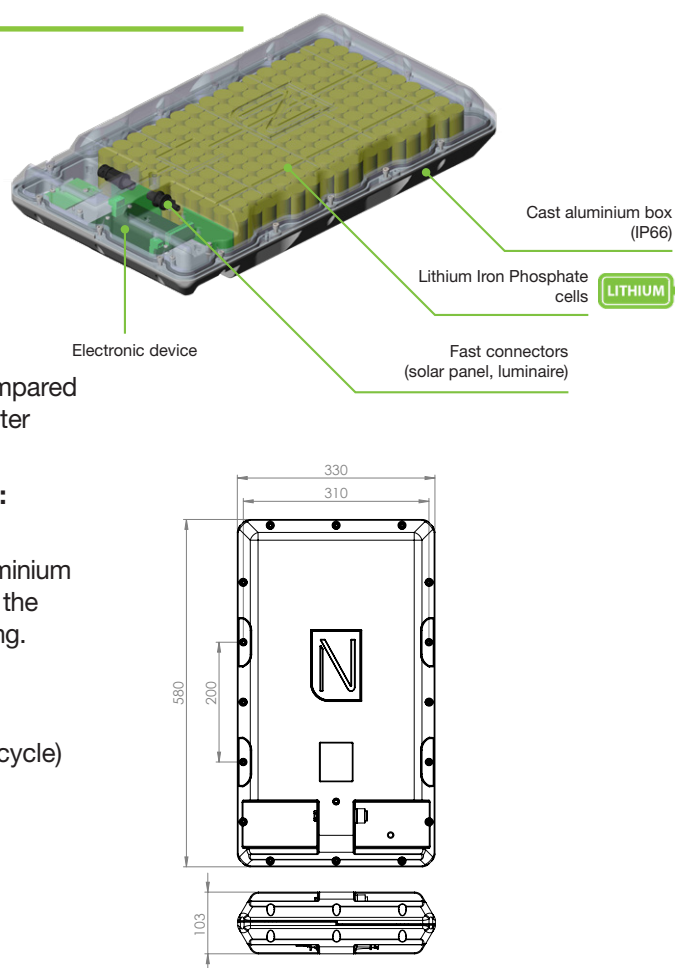 Cast aluminium box
(IP66)
Lithium Iron Phosphate
cells
LITHIUM
Electronic device
Fast connectors
(solar panel, luminaire)
mpared
ter
:
minium
the
ng.
cycle)
330
310
580
200
N
103